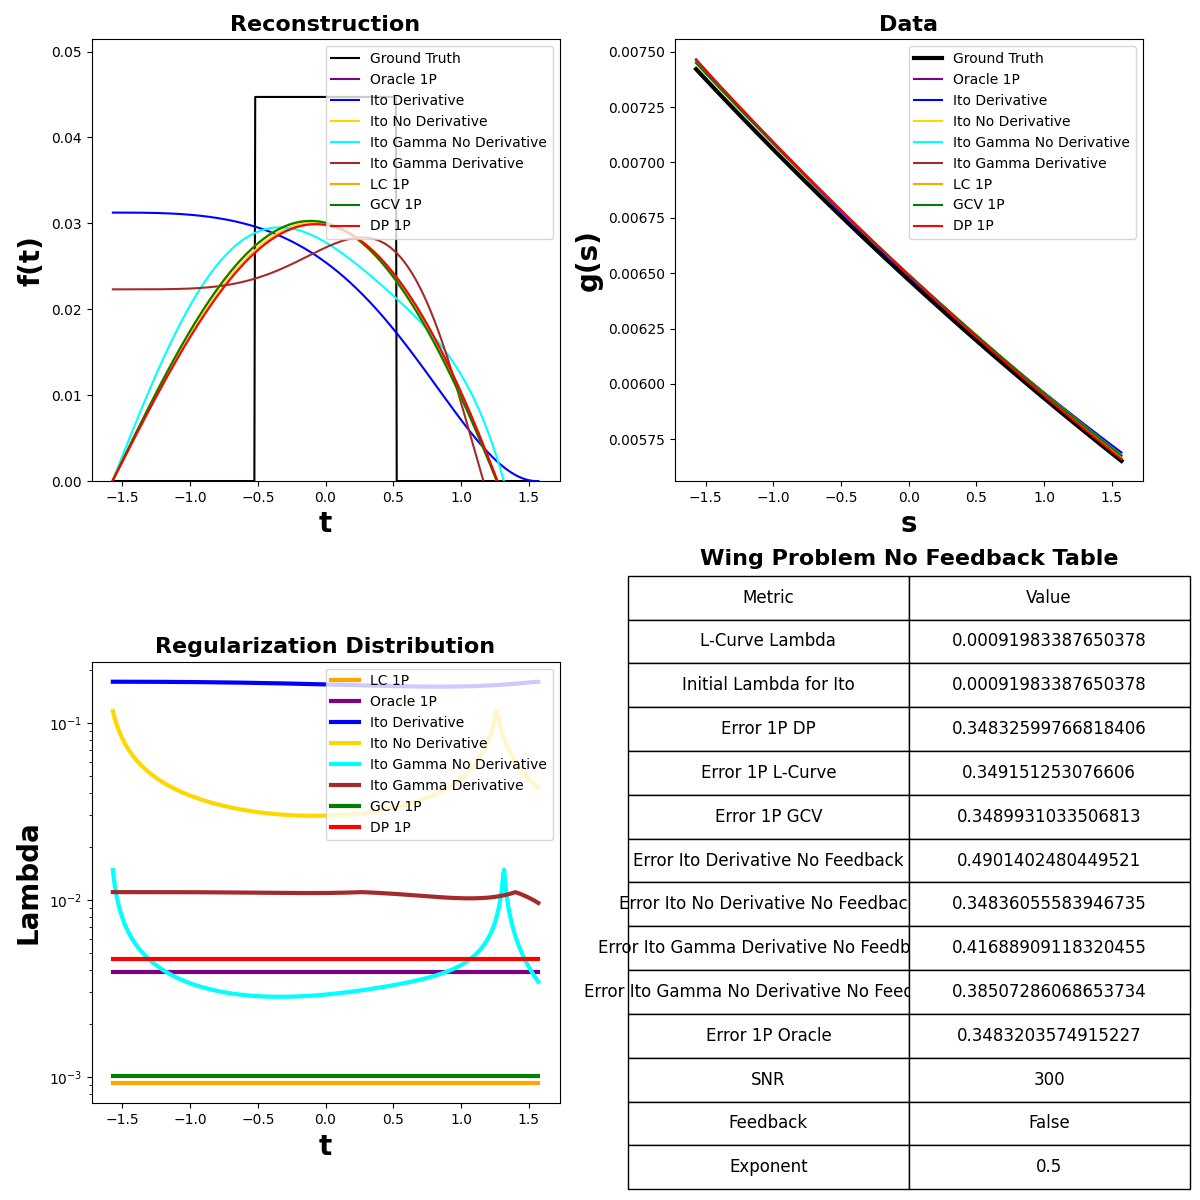 Reconstruction
f(t)
0.05
0.04
0.03
0.02
0.01
0.00
−1.5 −1.0 −0.5 0.0 0.5 1.0 1.5
t
Ground Truth
Oracle 1P
Ito Derivative
Ito No Derivative
Ito Gamma No Derivative
Ito Gamma Derivative
LC 1P
GCV 1P
DP 1P
Data
g(s)
0.00750
0.00725
0.00700
0.00675
0.00650
0.00625
0.00600
0.00575
−1.5 −1.0 −0.5 0.0 0.5 1.0 1.5
s
Ground Truth
Oracle 1P
Ito Derivative
Ito No Derivative
Ito Gamma No Derivative
Ito Gamma Derivative
LC 1P
GCV 1P
DP 1P
Regularization Distribution
Lambda
10⁻¹
10⁻²
10⁻³
−1.5 −1.0 −0.5 0.0 0.5 1.0 1.5
t
LC 1P
Oracle 1P
Ito Derivative
Ito No Derivative
Ito Gamma No Derivative
Ito Gamma Derivative
GCV 1P
DP 1P
Wing Problem No Feedback Table
Metric Value
L-Curve Lambda 0.00091983387650378
Initial Lambda for Ito 0.00091983387650378
Error 1P DP 0.34832599766818406
Error 1P L-Curve 0.349151253076606
Error 1P GCV 0.3489931033506813
Error Ito Derivative No Feedback 0.4901402480449521
Error Ito No Derivative No Feedbac 0.34836055583946735
Error Ito Gamma Derivative No Feedb 0.41688909118320455
Error Ito Gamma No Derivative No Feed 0.38507286068653734
Error 1P Oracle 0.3483203574915227
SNR 300
Feedback False
Exponent 0.5